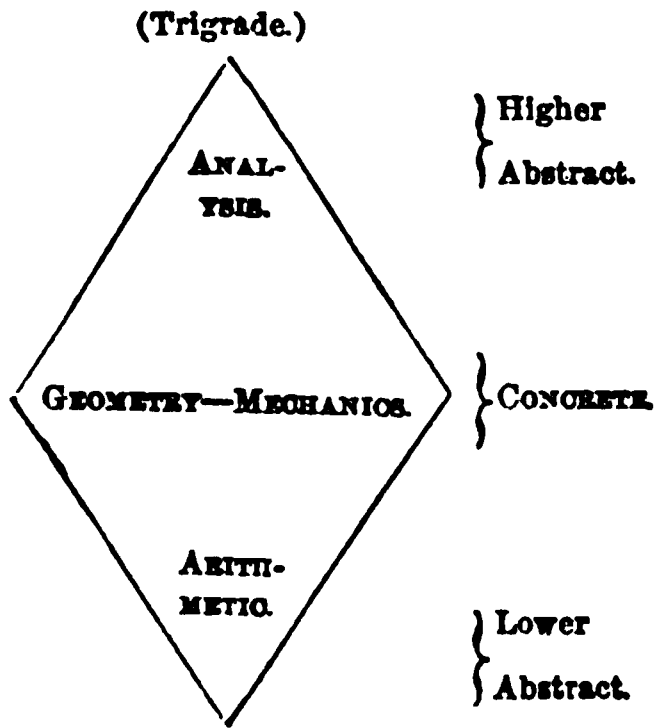 (Trigrade.)
Higher
ANAL-
YSIS.
Abstract.
GEOMETRY—MECHANICS.
CONCRETE.
ARITH-
METIC.
Lower
Abstract.